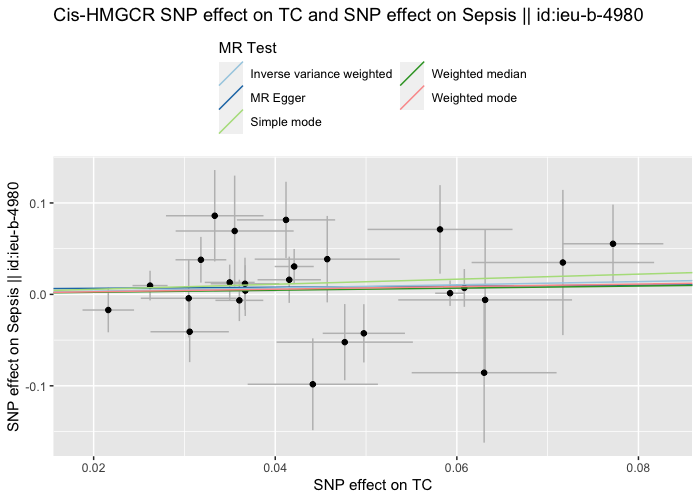 Cis-HMGCR SNP effect on TC and SNP effect on Sepsis || id:ieu-b-4980
MR Test
Inverse variance weighted
Weighted median
MR Egger
Weighted mode
Simple mode
SNP effect on Sepsis || id:ieu-b-4980
0.1
0.0
-0.1
0.02
0.04
0.06
0.08
SNP effect on TC